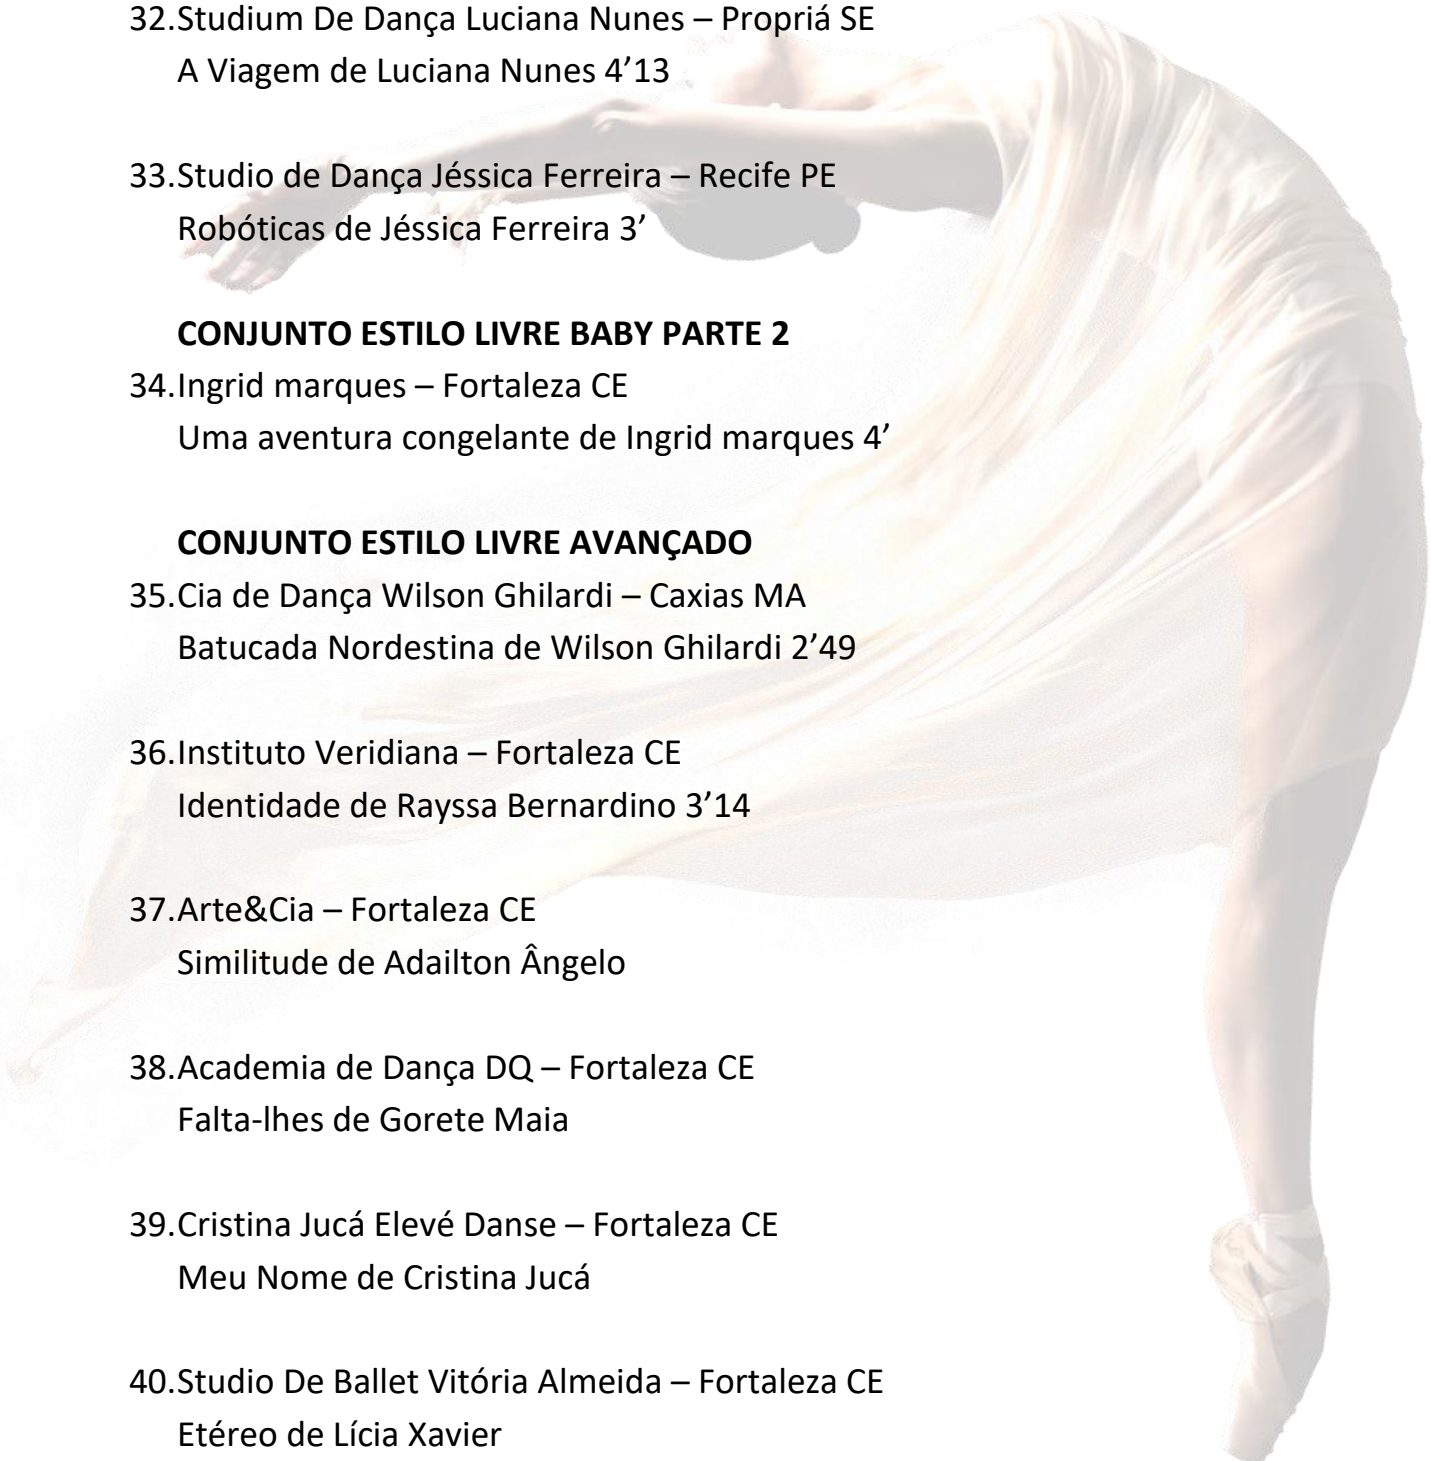 32.Studium De Dança Luciana Nunes – Propriá SE
A Viagem de Luciana Nunes 4’13
33.Studio de Dança Jéssica Ferreira – Recife PE
Robóticas de Jéssica Ferreira 3’
CONJUNTO ESTILO LIVRE BABY PARTE 2
34.Ingrid marques – Fortaleza CE
Uma aventura congelante de Ingrid marques 4’
CONJUNTO ESTILO LIVRE AVANÇADO
35.Cia de Dança Wilson Ghilardi – Caxias MA
Batucada Nordestina de Wilson Ghilardi 2’49
36.Instituto Veridiana – Fortaleza CE
Identidade de Rayssa Bernardino 3’14
37.Arte&Cia – Fortaleza CE
Similitude de Adailton Ângelo
38.Academia de Dança DQ – Fortaleza CE
Falta-lhes de Gorete Maia
39.Cristina Jucá Elevé Danse – Fortaleza CE
Meu Nome de Cristina Jucá
40.Studio De Ballet Vitória Almeida – Fortaleza CE
Etéreo de Lícia Xavier